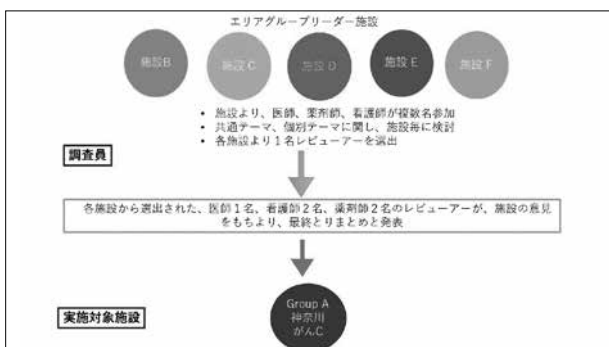 エリアグループリーダー施設
施設B
施設C
施設D
施設E
施設F
• 施設より、医師、薬剤師、看護師が複数名参加
• 共通テーマ、個別テーマに関し、施設毎に検討
• 各施設より1名レビューアーを選出
調査員
各施設から選出された、医師1名、看護師2名、薬剤師2名のレビューアーが、施設の意見
をもちより、最終とりまとめと発表
Group A
神奈川
がんC
実施対象施設